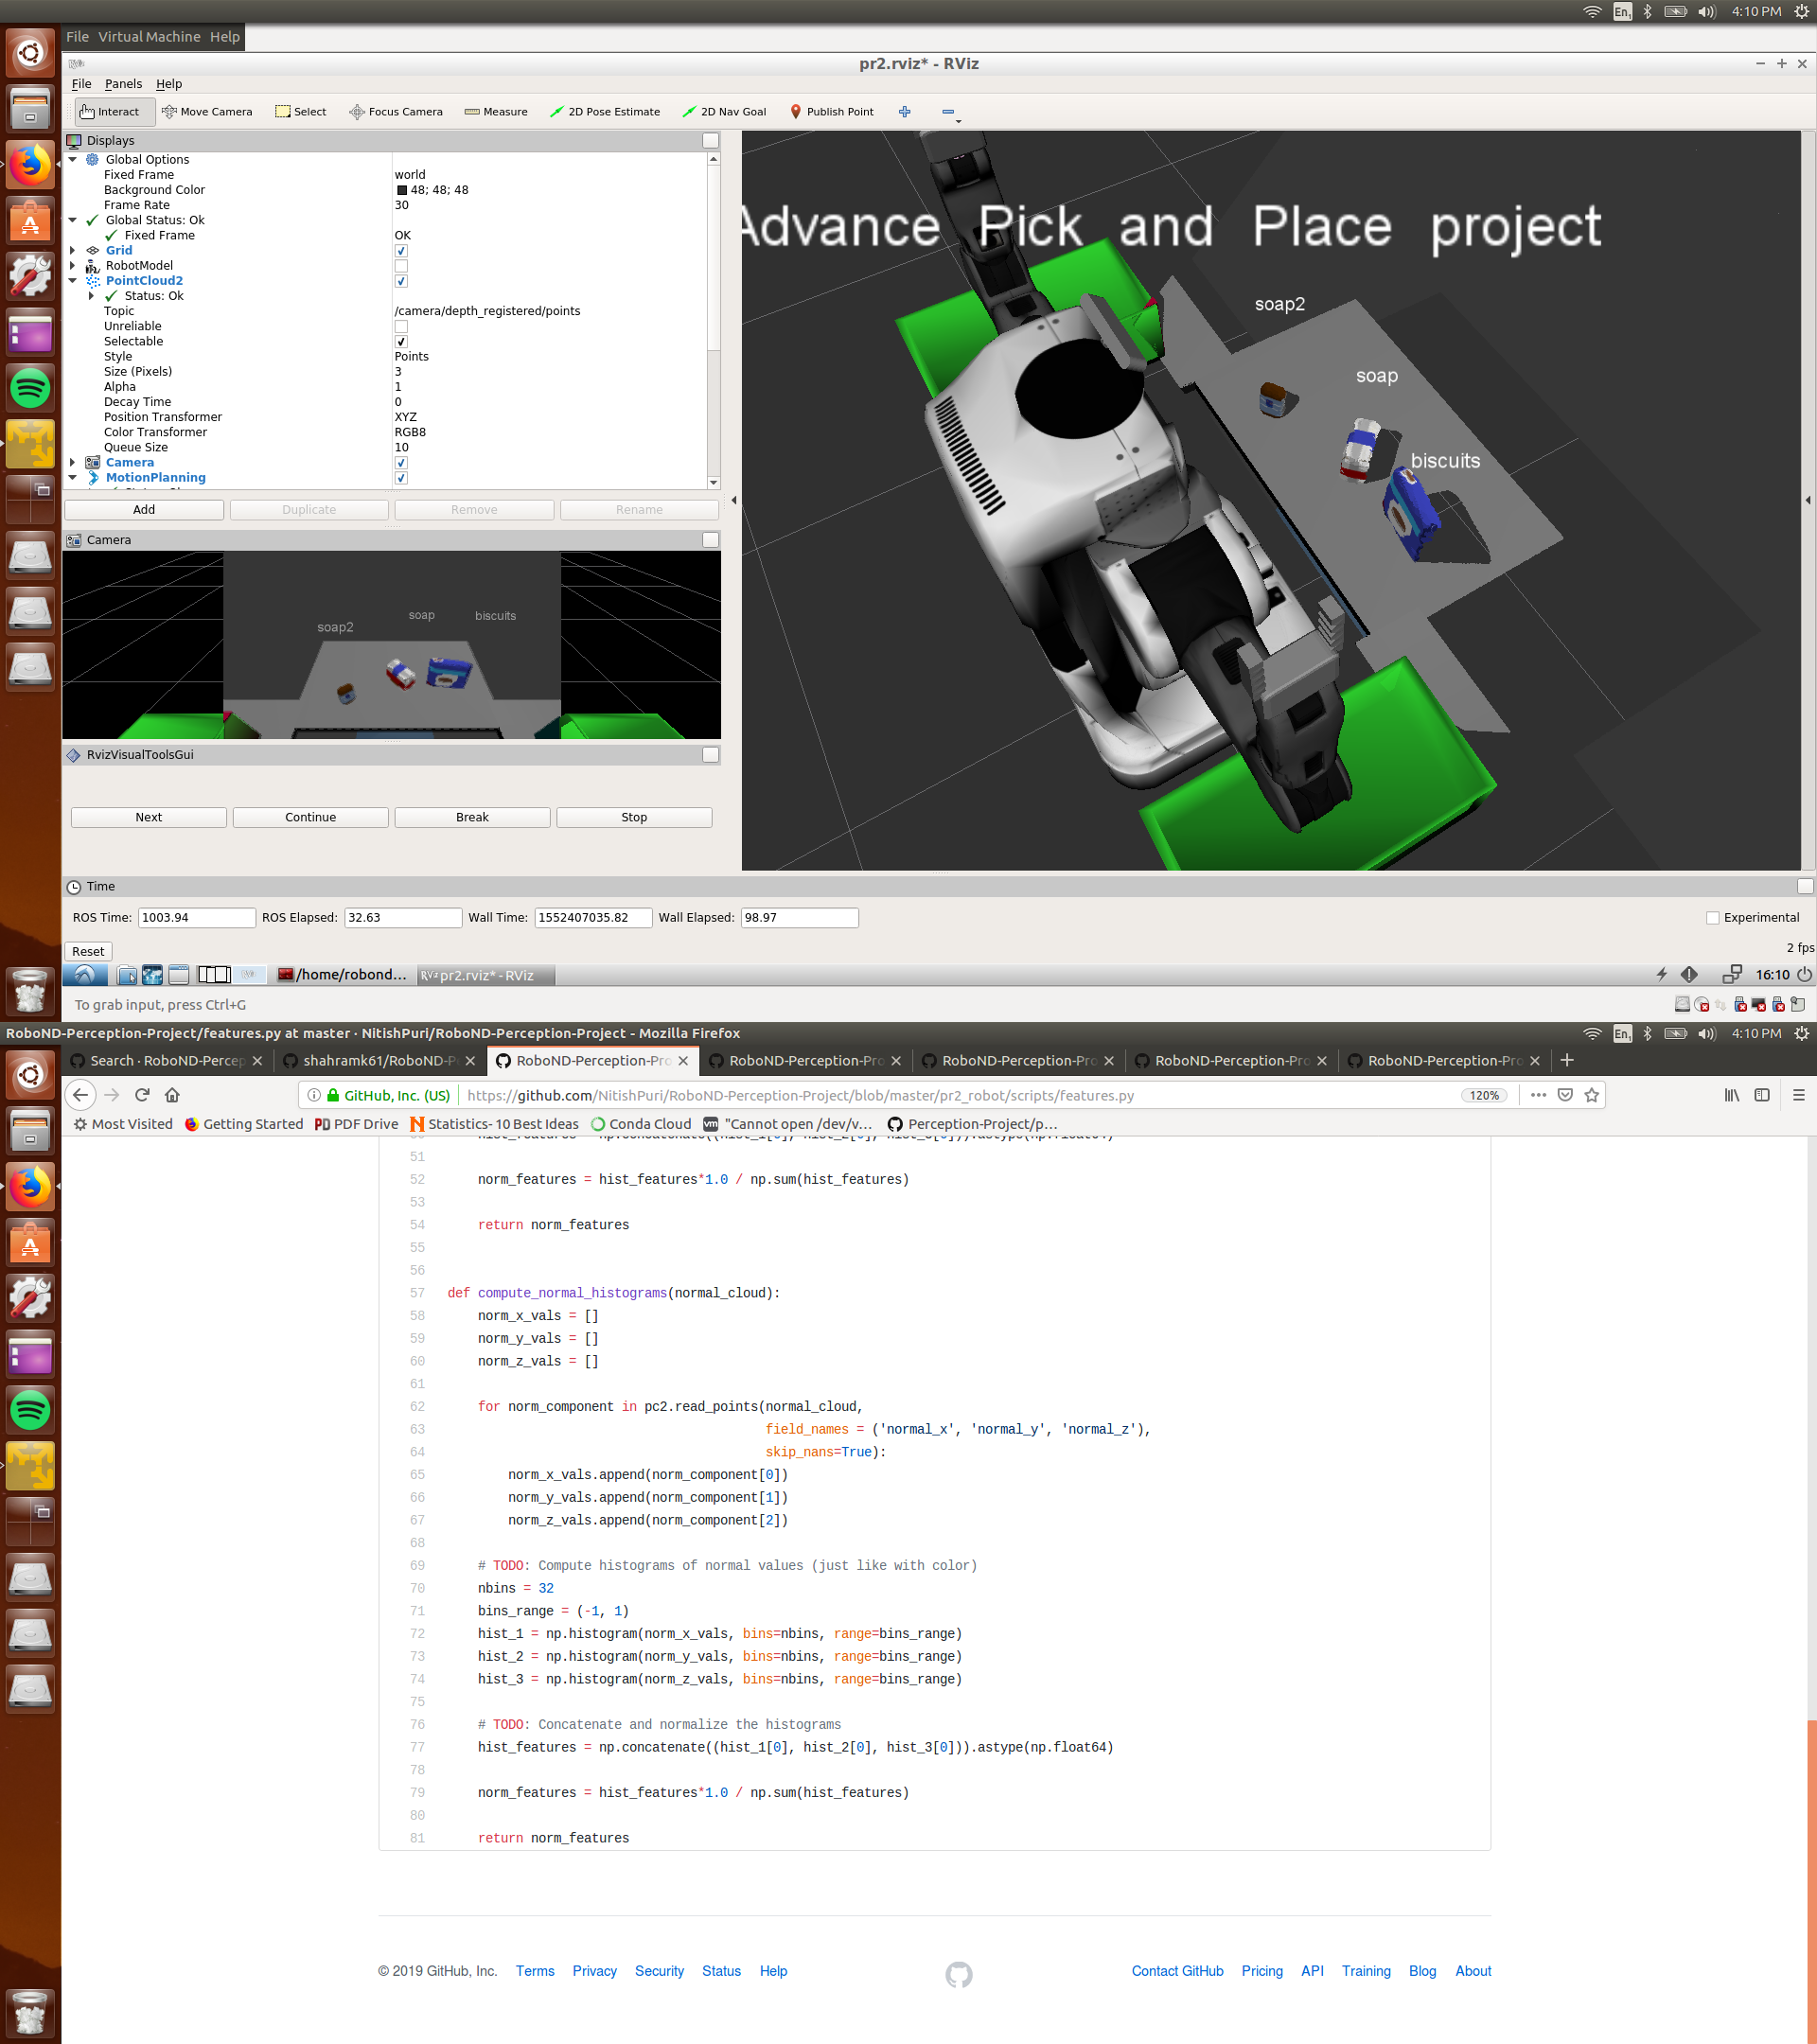 En 4:10 PM
File Virtual Machine Help
pr2.rviz* - RViz
File Panels Help
Interact Move Camera Select Focus Camera Measure 2D Pose Estimate 2D Nav Goal Publish Point
Displays
Global Options
Fixed Frame world
Background Color 48; 48; 48
Frame Rate 30
Global Status: Ok
Fixed Frame OK
Grid
RobotModel
PointCloud2
Status: Ok
Topic /camera/depth_registered/points
Unreliable
Selectable
Style Points
Size (Pixels) 3
Alpha 1
Decay Time 0
Position Transformer XYZ
Color Transformer RGB8
Queue Size 10
Camera
MotionPlanning
Add Duplicate Remove Rename
Camera
soap2 soap biscuits
RvizVisualToolsGui
Next Continue Break Stop
Advance Pick and Place project
soap2
soap
biscuits
Time
ROS Time: 1003.94 ROS Elapsed: 32.63 Wall Time: 1552407035.82 Wall Elapsed: 98.97 Experimental
Reset 2 fps
/home/robond... pr2.rviz* - RViz 16:10
To grab input, press Ctrl+G
RoboND-Perception-Project/features.py at master · NitishPuri/RoboND-Perception-Project - Mozilla Firefox En 4:10 PM
Search · RoboND-Percep shahramk61/RoboND-P RoboND-Perception-Pro RoboND-Perception-Pro RoboND-Perception-Pro RoboND-Perception-Pro RoboND-Perception-Pro
GitHub, Inc. (US) https://github.com/NitishPuri/RoboND-Perception-Project/blob/master/pr2_robot/scripts/features.py 120%
Most Visited Getting Started PDF Drive Statistics- 10 Best Ideas Conda Cloud "Cannot open /dev/v... Perception-Project/p...
50 hist_features = np.concatenate((hist_1[0], hist_2[0], hist_3[0])).astype(np.float64)
51
52 norm_features = hist_features*1.0 / np.sum(hist_features)
53
54 return norm_features
55
56
57 def compute_normal_histograms(normal_cloud):
58 norm_x_vals = []
59 norm_y_vals = []
60 norm_z_vals = []
61
62 for norm_component in pc2.read_points(normal_cloud,
63 field_names = ('normal_x', 'normal_y', 'normal_z'),
64 skip_nans=True):
65 norm_x_vals.append(norm_component[0])
66 norm_y_vals.append(norm_component[1])
67 norm_z_vals.append(norm_component[2])
68
69 # TODO: Compute histograms of normal values (just like with color)
70 nbins = 32
71 bins_range = (-1, 1)
72 hist_1 = np.histogram(norm_x_vals, bins=nbins, range=bins_range)
73 hist_2 = np.histogram(norm_y_vals, bins=nbins, range=bins_range)
74 hist_3 = np.histogram(norm_z_vals, bins=nbins, range=bins_range)
75
76 # TODO: Concatenate and normalize the histograms
77 hist_features = np.concatenate((hist_1[0], hist_2[0], hist_3[0])).astype(np.float64)
78
79 norm_features = hist_features*1.0 / np.sum(hist_features)
80
81 return norm_features
© 2019 GitHub, Inc. Terms Privacy Security Status Help Contact GitHub Pricing API Training Blog About